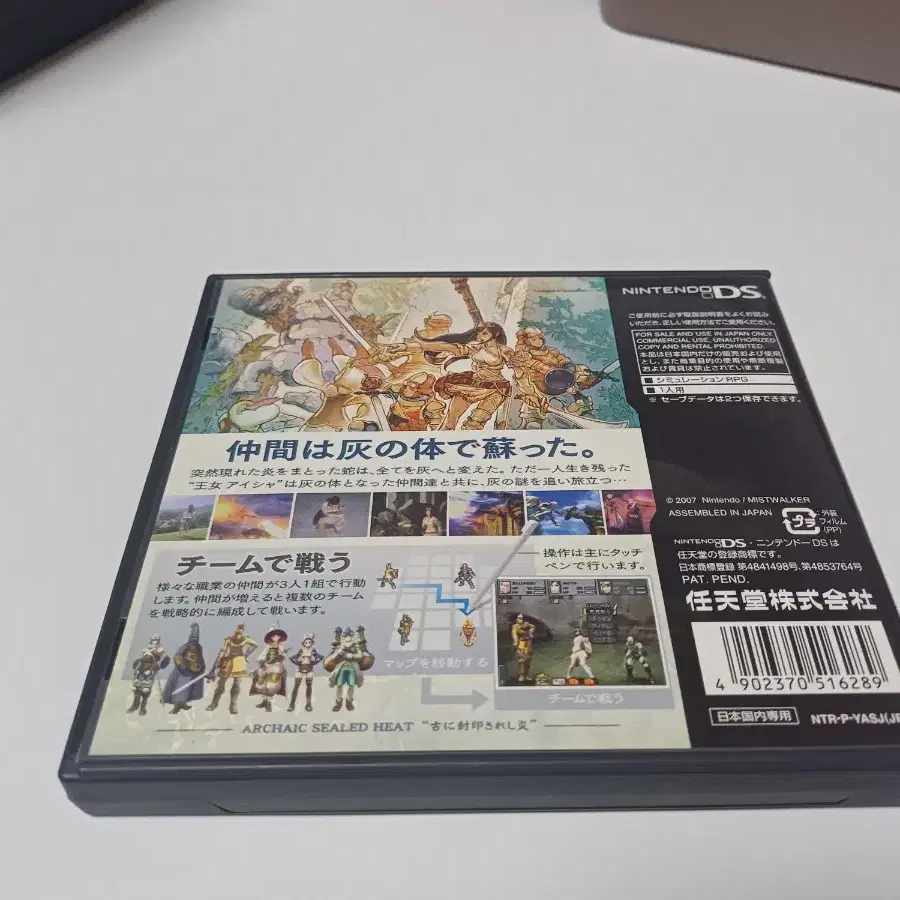 NINTENDO DS™
ご使用前に必ず取扱説明書をよくお読み
いただき、正しい使用方法でご使用ください。
FOR SALE AND USE IN JAPAN ONLY.
COMMERCIAL USE, UNAUTHORIZED
COPY AND RENTAL PROHIBITED.
本品は日本国内だけの販売および使用
とし、また商業目的の使用や無断複製
および賃貸は禁止されています。
■ シミュレーションRPG
■ 1人用
※ セーブデータは2つ保存できます。
仲間は灰の体で蘇った。
突然現れた炎をまとった蛇は、全てを灰へと変えた。ただ一人生き残った
“王女 アイシャ”は灰の体となった仲間達と共に、灰の謎を追い旅立つ…
チームで戦う
様々な職業の仲間が3人1組で行動
します。仲間が増えると複数のチーム
を戦略的に編成して戦います。
操作は主にタッチ
ペンで行います。
マップを移動する
チームで戦う
ARCHAIC SEALED HEAT “古に封印されし炎”
© 2007 Nintendo / MISTWALKER
ASSEMBLED IN JAPAN
プラ
:外装
フィルム
(PP)
NINTENDO DS・ニンテンドーDSは
任天堂の登録商標です。
日本商標登録 第4841498号、第4853764号
PAT. PEND.
任天堂株式会社
4 902370 516289
日本国内専用
NTR-P-YASJ(JP